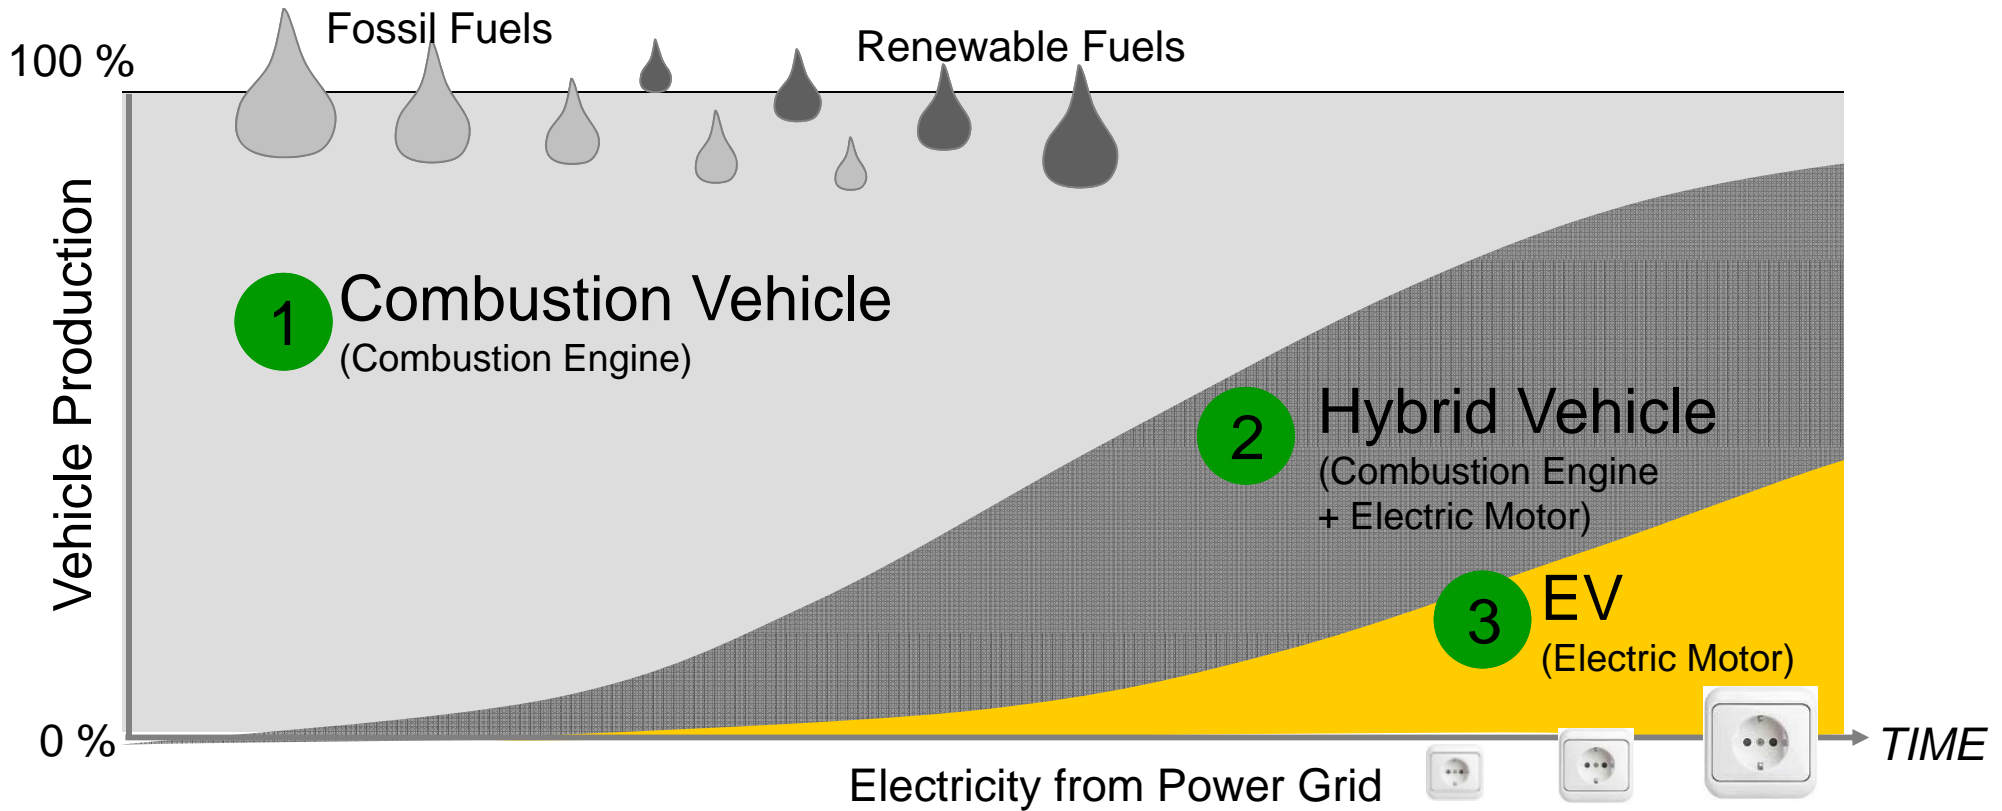 Fossil Fuels
Renewable Fuels
100 %
Vehicle Production
1
Combustion Vehicle
(Combustion Engine)
2
Hybrid Vehicle
(Combustion Engine
+ Electric Motor)
3
EV
(Electric Motor)
0 %
TIME
Electricity from Power Grid